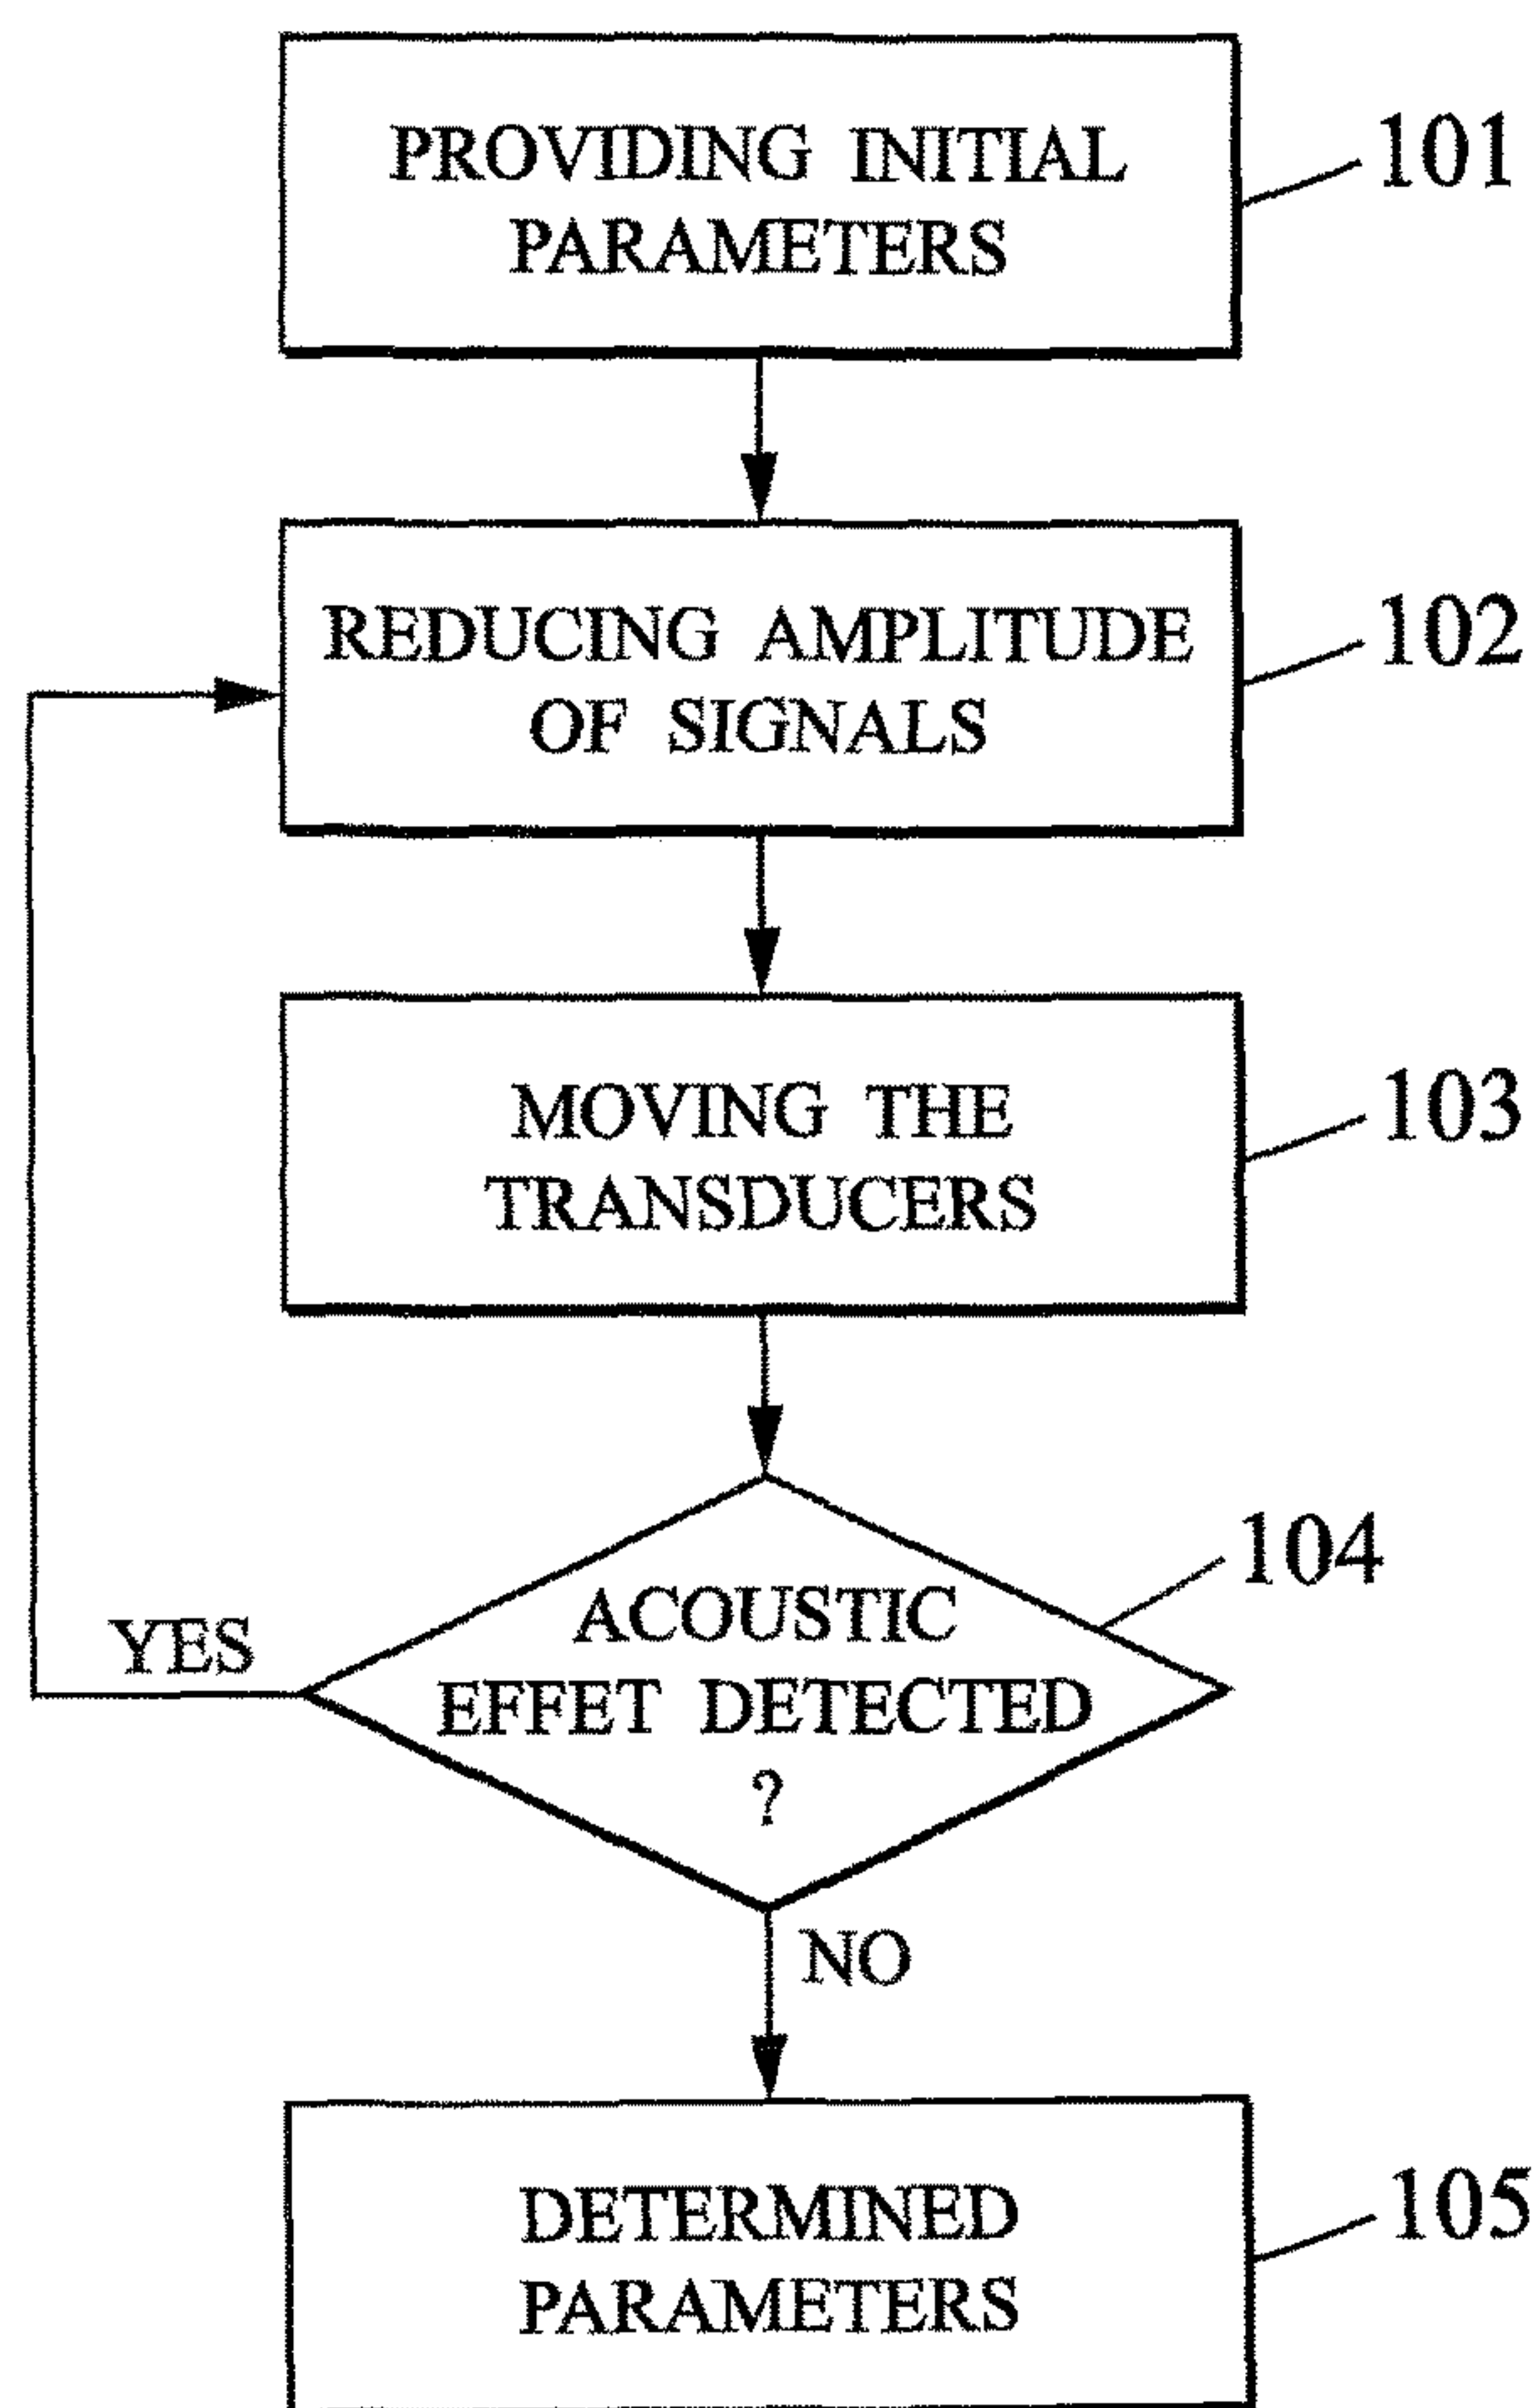 PROVIDING INITIAL
PARAMETERS
101
REDUCING AMPLITUDE
OF SIGNALS
102
MOVING THE
TRANSDUCERS
103
ACOUSTIC
EFFET DETECTED
?
104
YES
NO
DETERMINED
PARAMETERS
105